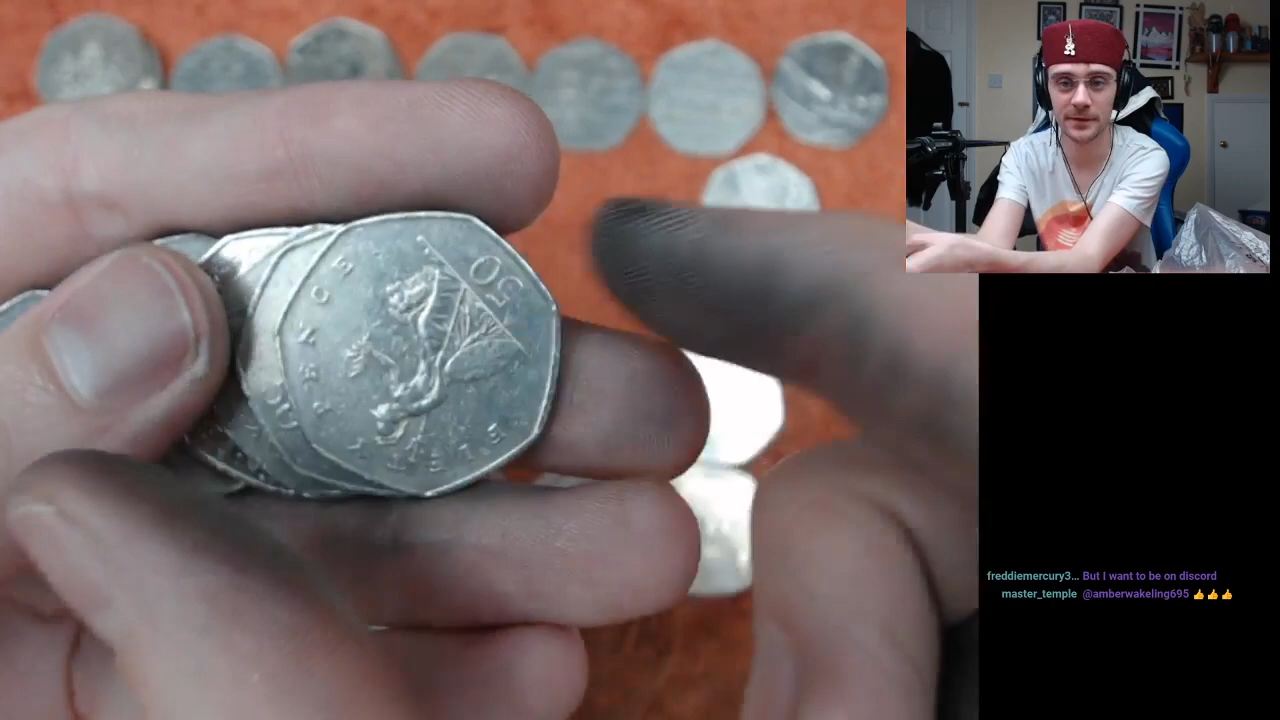 50
PENCE
FIFTY
freddiemercury3... But I want to be on discord
master_temple @amberwakeling695 👍👍👍